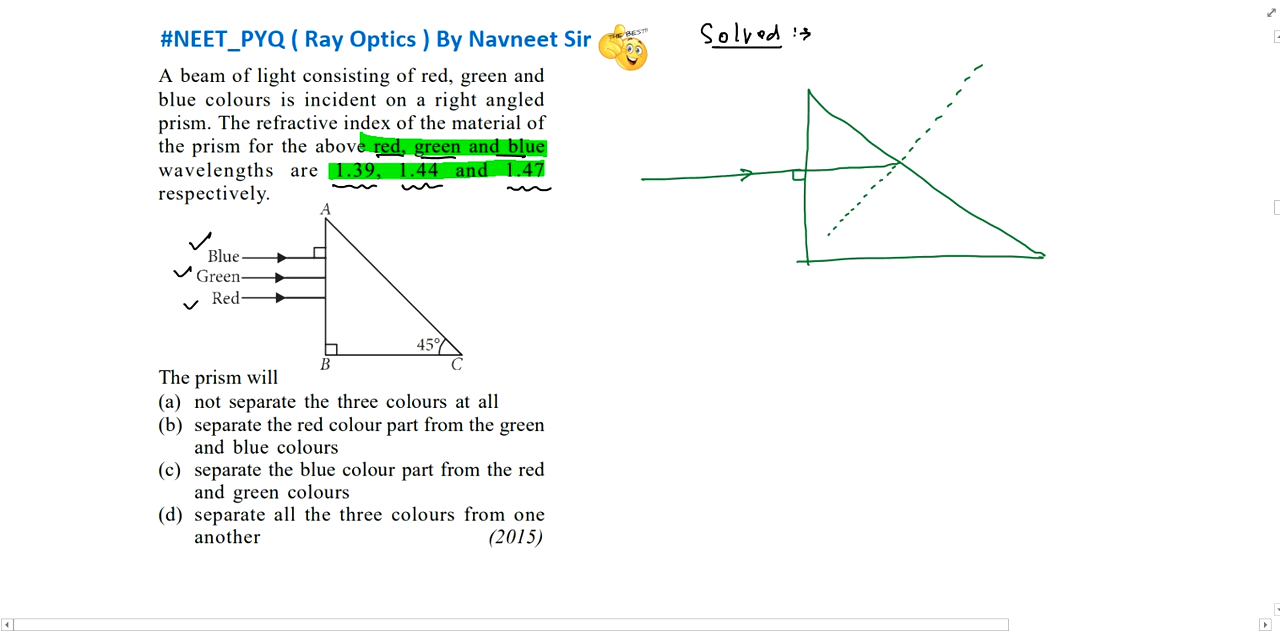 #NEET_PYQ ( Ray Optics ) By Navneet Sir
THE BEST!!
Solved :→
A beam of light consisting of red, green and
blue colours is incident on a right angled
prism. The refractive index of the material of
the prism for the above red, green and blue
wavelengths are 1.39, 1.44 and 1.47
respectively.
A
Blue
Green
Red
45°
B
C
The prism will
(a) not separate the three colours at all
(b) separate the red colour part from the green
and blue colours
(c) separate the blue colour part from the red
and green colours
(d) separate all the three colours from one
another (2015)